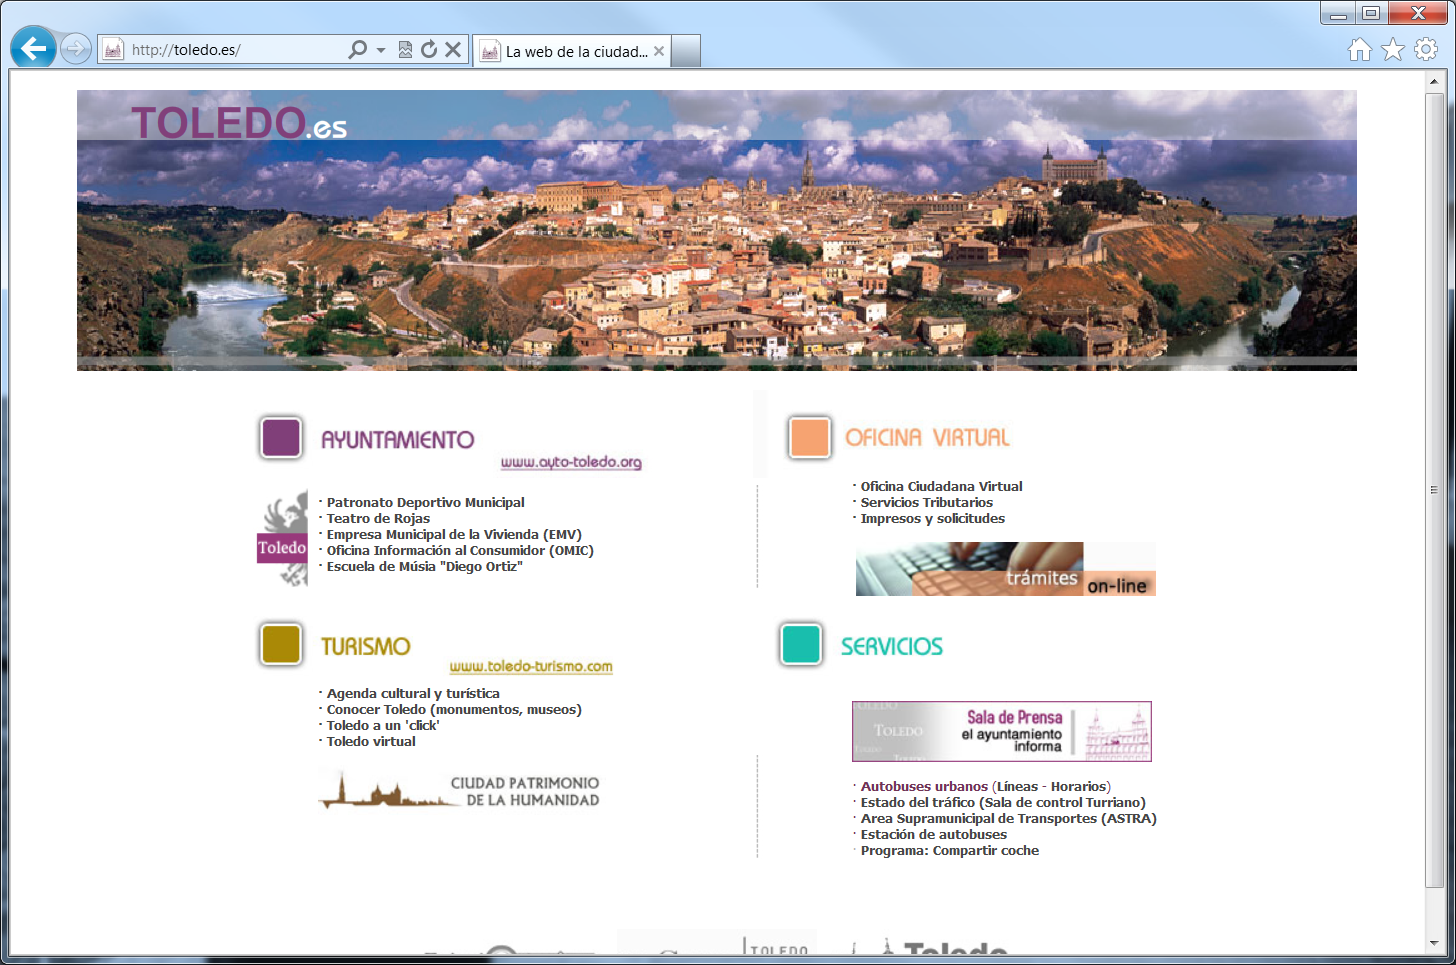 http://toledo.es/
La web de la ciudad...
TOLEDO.es
AYUNTAMIENTO
www.ayto-toledo.org
Toledo
· Patronato Deportivo Municipal
· Teatro de Rojas
· Empresa Municipal de la Vivienda (EMV)
· Oficina Información al Consumidor (OMIC)
· Escuela de Músia "Diego Ortiz"
OFICINA VIRTUAL
· Oficina Ciudadana Virtual
· Servicios Tributarios
· Impresos y solicitudes
trámites on-line
TURISMO
www.toledo-turismo.com
· Agenda cultural y turística
· Conocer Toledo (monumentos, museos)
· Toledo a un 'click'
· Toledo virtual
CIUDAD PATRIMONIO
DE LA HUMANIDAD
SERVICIOS
TOLEDO
TOLEDO
TOLEDO
TOLEDO
Sala de Prensa
el ayuntamiento
informa
· Autobuses urbanos (Líneas - Horarios)
· Estado del tráfico (Sala de control Turriano)
· Area Supramunicipal de Transportes (ASTRA)
· Estación de autobuses
· Programa: Compartir coche
TOLEDO
Toledo